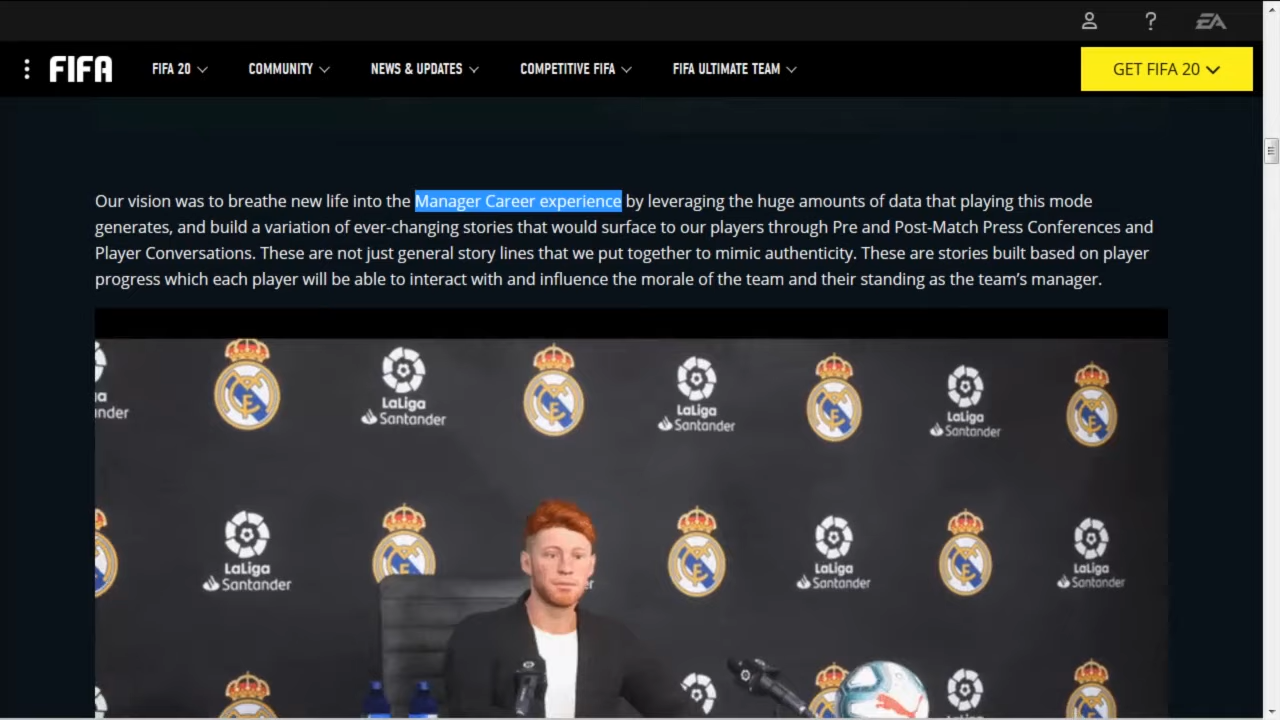 ?
EA
FIFA
FIFA 20
COMMUNITY
NEWS & UPDATES
COMPETITIVE FIFA
FIFA ULTIMATE TEAM
GET FIFA 20
Our vision was to breathe new life into the Manager Career experience by leveraging the huge amounts of data that playing this mode
generates, and build a variation of ever-changing stories that would surface to our players through Pre and Post-Match Press Conferences and
Player Conversations. These are not just general story lines that we put together to mimic authenticity. These are stories built based on player
progress which each player will be able to interact with and influence the morale of the team and their standing as the team’s manager.
LaLiga
Santander
LaLiga
Santander
LaLiga
Santander
LaLiga
Santander
LaLiga
Santander
LaLiga
Santander